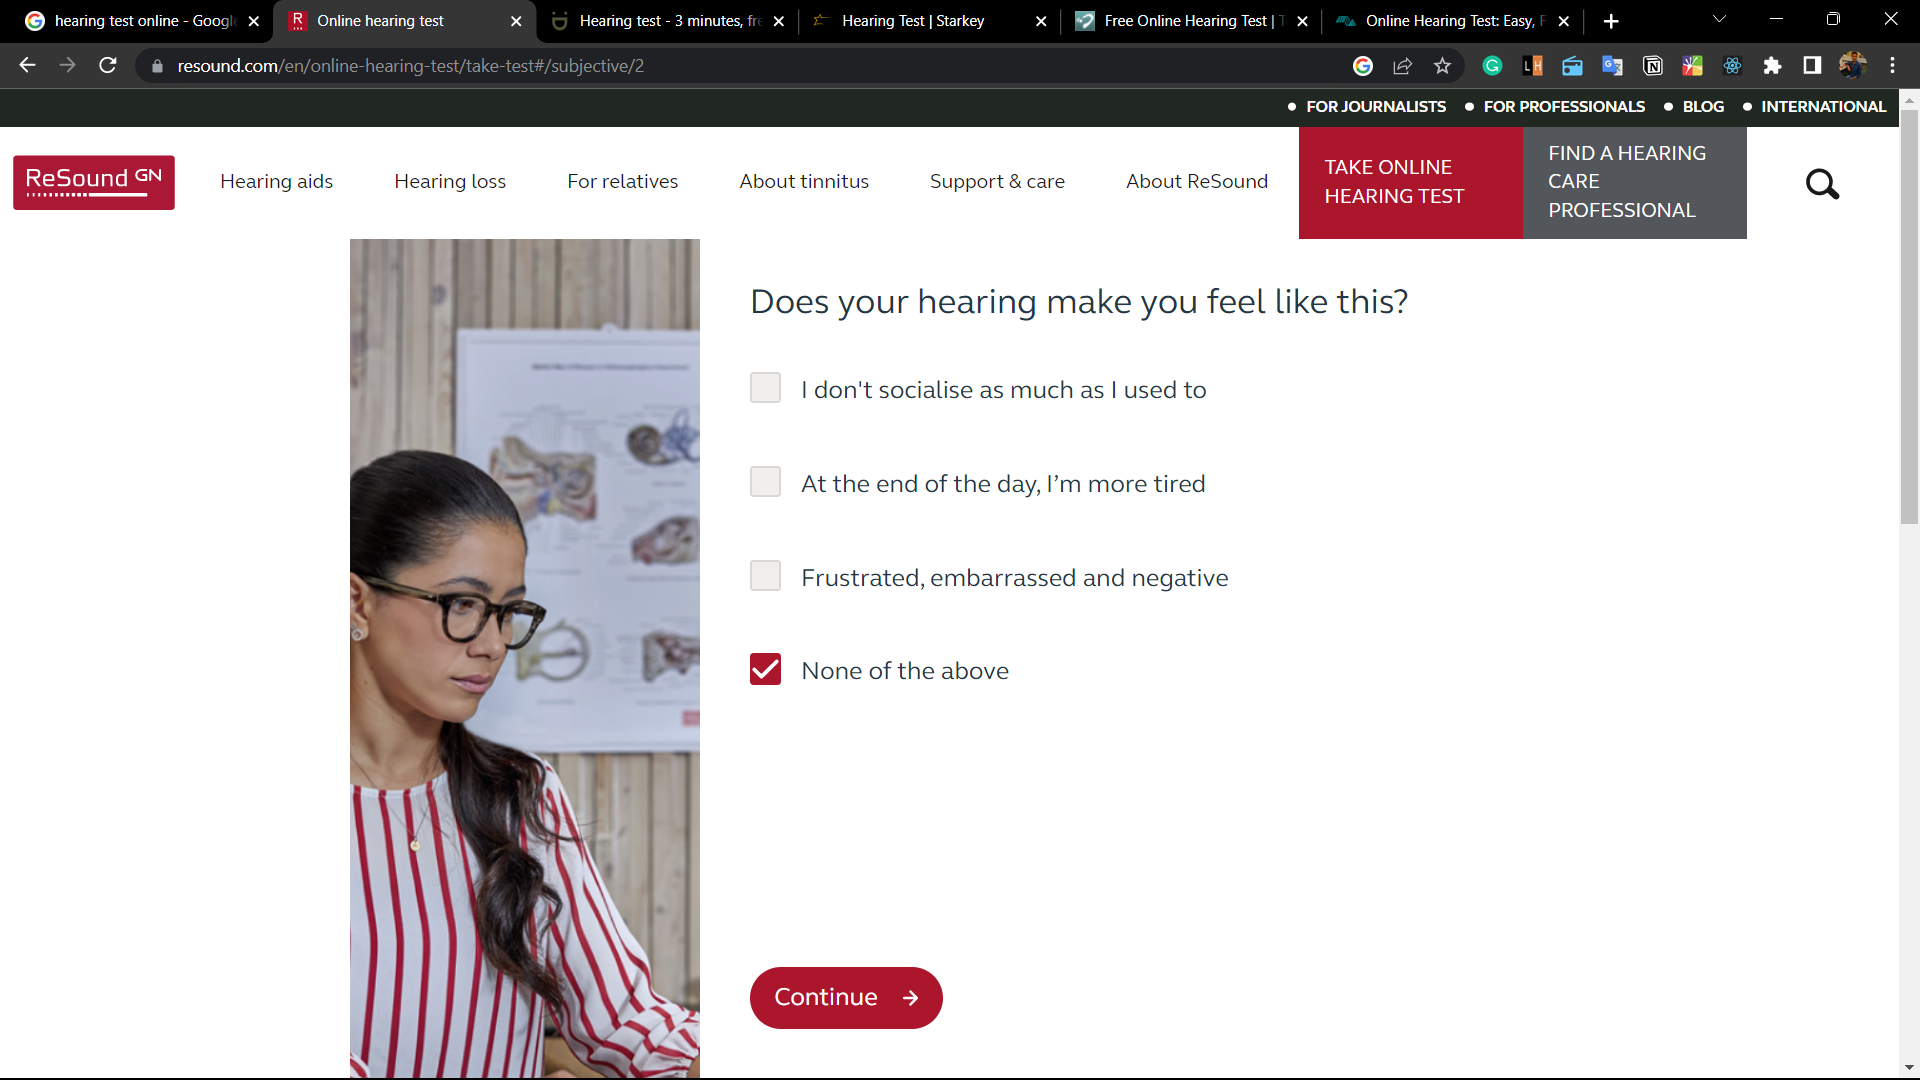 hearing test online - Google
Online hearing test
Hearing test - 3 minutes, fr
Hearing Test | Starkey
Free Online Hearing Test |
Online Hearing Test: Easy, F
resound.com/en/online-hearing-test/take-test#/subjective/2
FOR JOURNALISTS
FOR PROFESSIONALS
BLOG
INTERNATIONAL
ReSound GN
Hearing aids
Hearing loss
For relatives
About tinnitus
Support & care
About ReSound
TAKE ONLINE
HEARING TEST
FIND A HEARING
CARE
PROFESSIONAL
Does your hearing make you feel like this?
I don't socialise as much as I used to
At the end of the day, I’m more tired
Frustrated, embarrassed and negative
None of the above
Continue